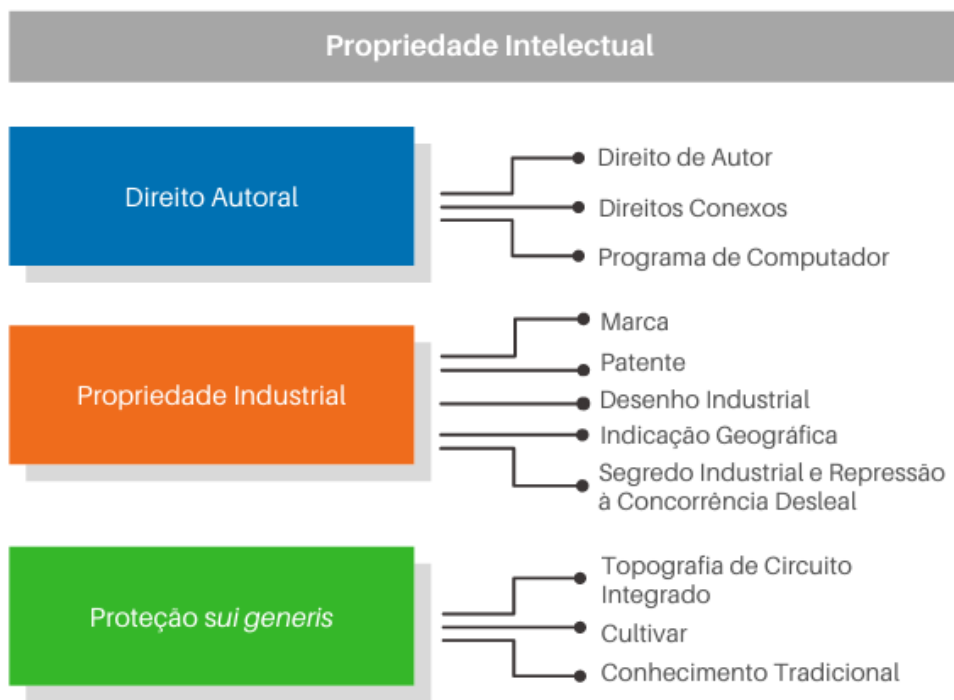 Propriedade Intelectual
Direito Autoral
Direito de Autor
Direitos Conexos
Programa de Computador
Propriedade Industrial
Marca
Patente
Desenho Industrial
Indicação Geográfica
Segredo Industrial e Repressão
à Concorrência Desleal
Proteção sui generis
Topografia de Circuito
Integrado
Cultivar
Conhecimento Tradicional